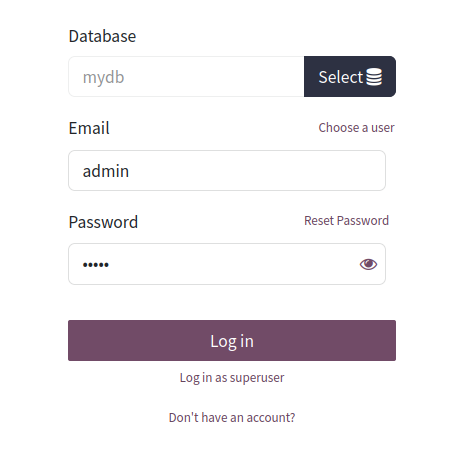 Database
mydb Select
Email Choose a user
admin
Password Reset Password
•••••
Log in
Log in as superuser
Don't have an account?